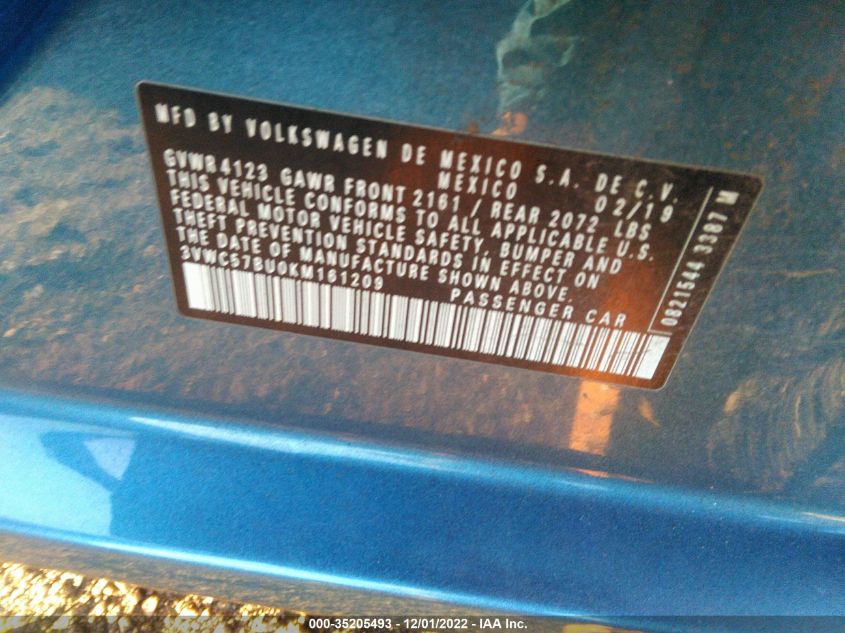 MFD BY VOLKSWAGEN DE MEXICO S.A. DE C.V.
MEXICO 02/19
GVWR 4123 GAWR FRONT 2161 / REAR 2072 LBS
THIS VEHICLE CONFORMS TO ALL APPLICABLE U.S.
FEDERAL MOTOR VEHICLE SAFETY, BUMPER AND
THEFT PREVENTION STANDARDS IN EFFECT ON
THE DATE OF MANUFACTURE SHOWN ABOVE.
3VWC57BU0KM161209 PASSENGER CAR
0821544 3387 M
000-35205493 - 12/01/2022 - IAA Inc.